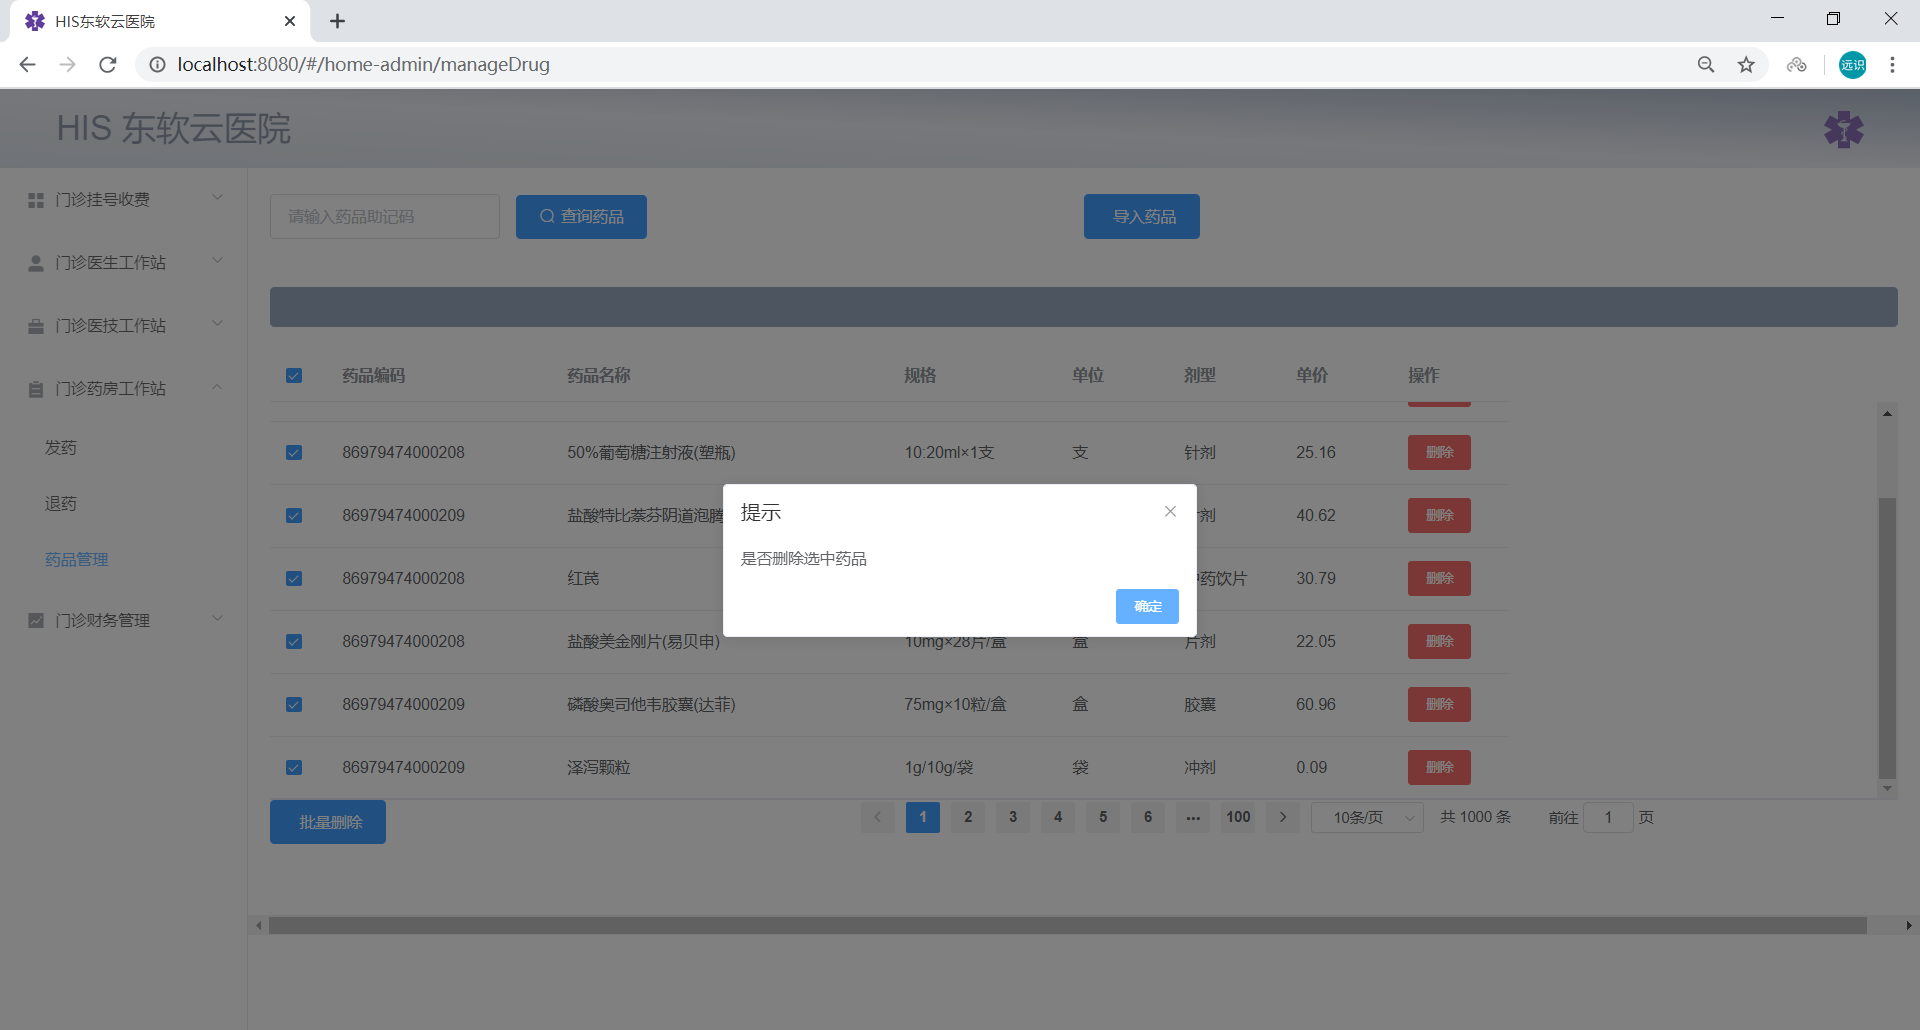 HIS东软云医院
localhost:8080/#/home-admin/manageDrug
远识
HIS 东软云医院
门诊挂号收费
门诊医生工作站
门诊医技工作站
门诊药房工作站
发药
退药
药品管理
门诊财务管理
请输入药品助记码 查询药品 导入药品
药品编码 药品名称 规格 单位 剂型 单价 操作
86979474000208 50%葡萄糖注射液(塑瓶) 10:20ml×1支 支 针剂 25.16 删除
86979474000209 盐酸特比萘芬阴道泡腾 剂 40.62 删除
86979474000208 红芪 药饮片 30.79 删除
86979474000208 盐酸美金刚片(易贝申) 10mg×28片/盒 盒 片剂 22.05 删除
86979474000209 磷酸奥司他韦胶囊(达菲) 75mg×10粒/盒 盒 胶囊 60.96 删除
86979474000209 泽泻颗粒 1g/10g/袋 袋 冲剂 0.09 删除
提示
是否删除选中药品
确定
批量删除
1 2 3 4 5 6 ... 100 10条/页 共 1000 条 前往 1 页